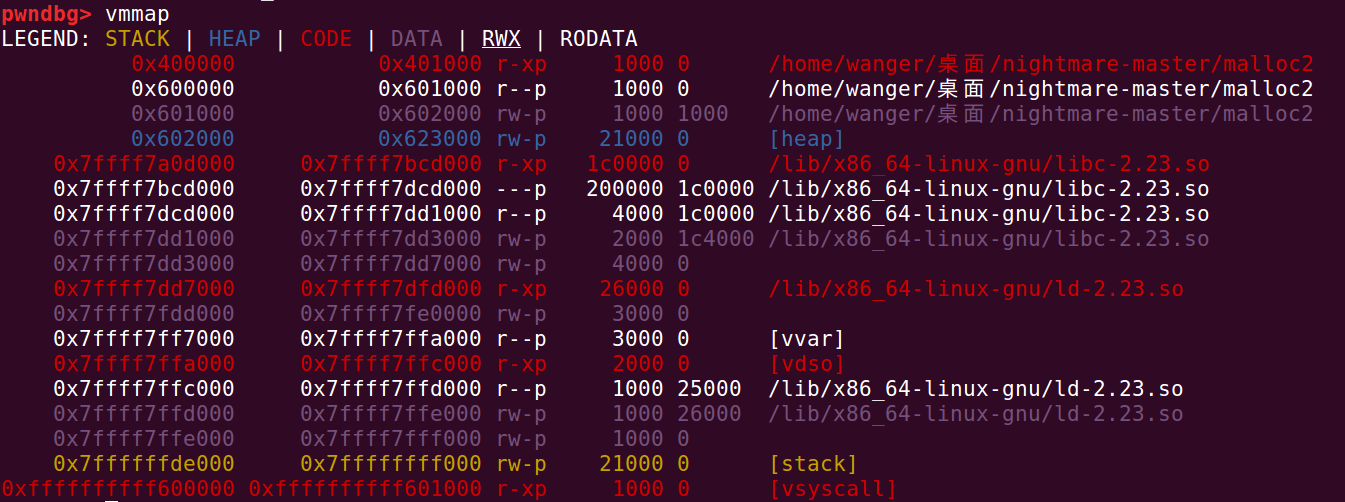 pwndbg> vmmap
LEGEND: STACK | HEAP | CODE | DATA | RWX | RODATA
0x400000 0x401000 r-xp 1000 0 /home/wanger/桌面/nightmare-master/malloc2
0x600000 0x601000 r--p 1000 0 /home/wanger/桌面/nightmare-master/malloc2
0x601000 0x602000 rw-p 1000 1000 /home/wanger/桌面/nightmare-master/malloc2
0x602000 0x623000 rw-p 21000 0 [heap]
0x7ffff7a0d000 0x7ffff7bcd000 r-xp 1c0000 0 /lib/x86_64-linux-gnu/libc-2.23.so
0x7ffff7bcd000 0x7ffff7dcd000 ---p 200000 1c0000 /lib/x86_64-linux-gnu/libc-2.23.so
0x7ffff7dcd000 0x7ffff7dd1000 r--p 4000 1c0000 /lib/x86_64-linux-gnu/libc-2.23.so
0x7ffff7dd1000 0x7ffff7dd3000 rw-p 2000 1c4000 /lib/x86_64-linux-gnu/libc-2.23.so
0x7ffff7dd3000 0x7ffff7dd7000 rw-p 4000 0
0x7ffff7dd7000 0x7ffff7dfd000 r-xp 26000 0 /lib/x86_64-linux-gnu/ld-2.23.so
0x7ffff7fdd000 0x7ffff7fe0000 rw-p 3000 0
0x7ffff7ff7000 0x7ffff7ffa000 r--p 3000 0 [vvar]
0x7ffff7ffa000 0x7ffff7ffc000 r-xp 2000 0 [vdso]
0x7ffff7ffc000 0x7ffff7ffd000 r--p 1000 25000 /lib/x86_64-linux-gnu/ld-2.23.so
0x7ffff7ffd000 0x7ffff7ffe000 rw-p 1000 26000 /lib/x86_64-linux-gnu/ld-2.23.so
0x7ffff7ffe000 0x7ffff7fff000 rw-p 1000 0
0x7ffffffde000 0x7ffffffff000 rw-p 21000 0 [stack]
0xffffffffff600000 0xffffffffff601000 r-xp 1000 0 [vsyscall]